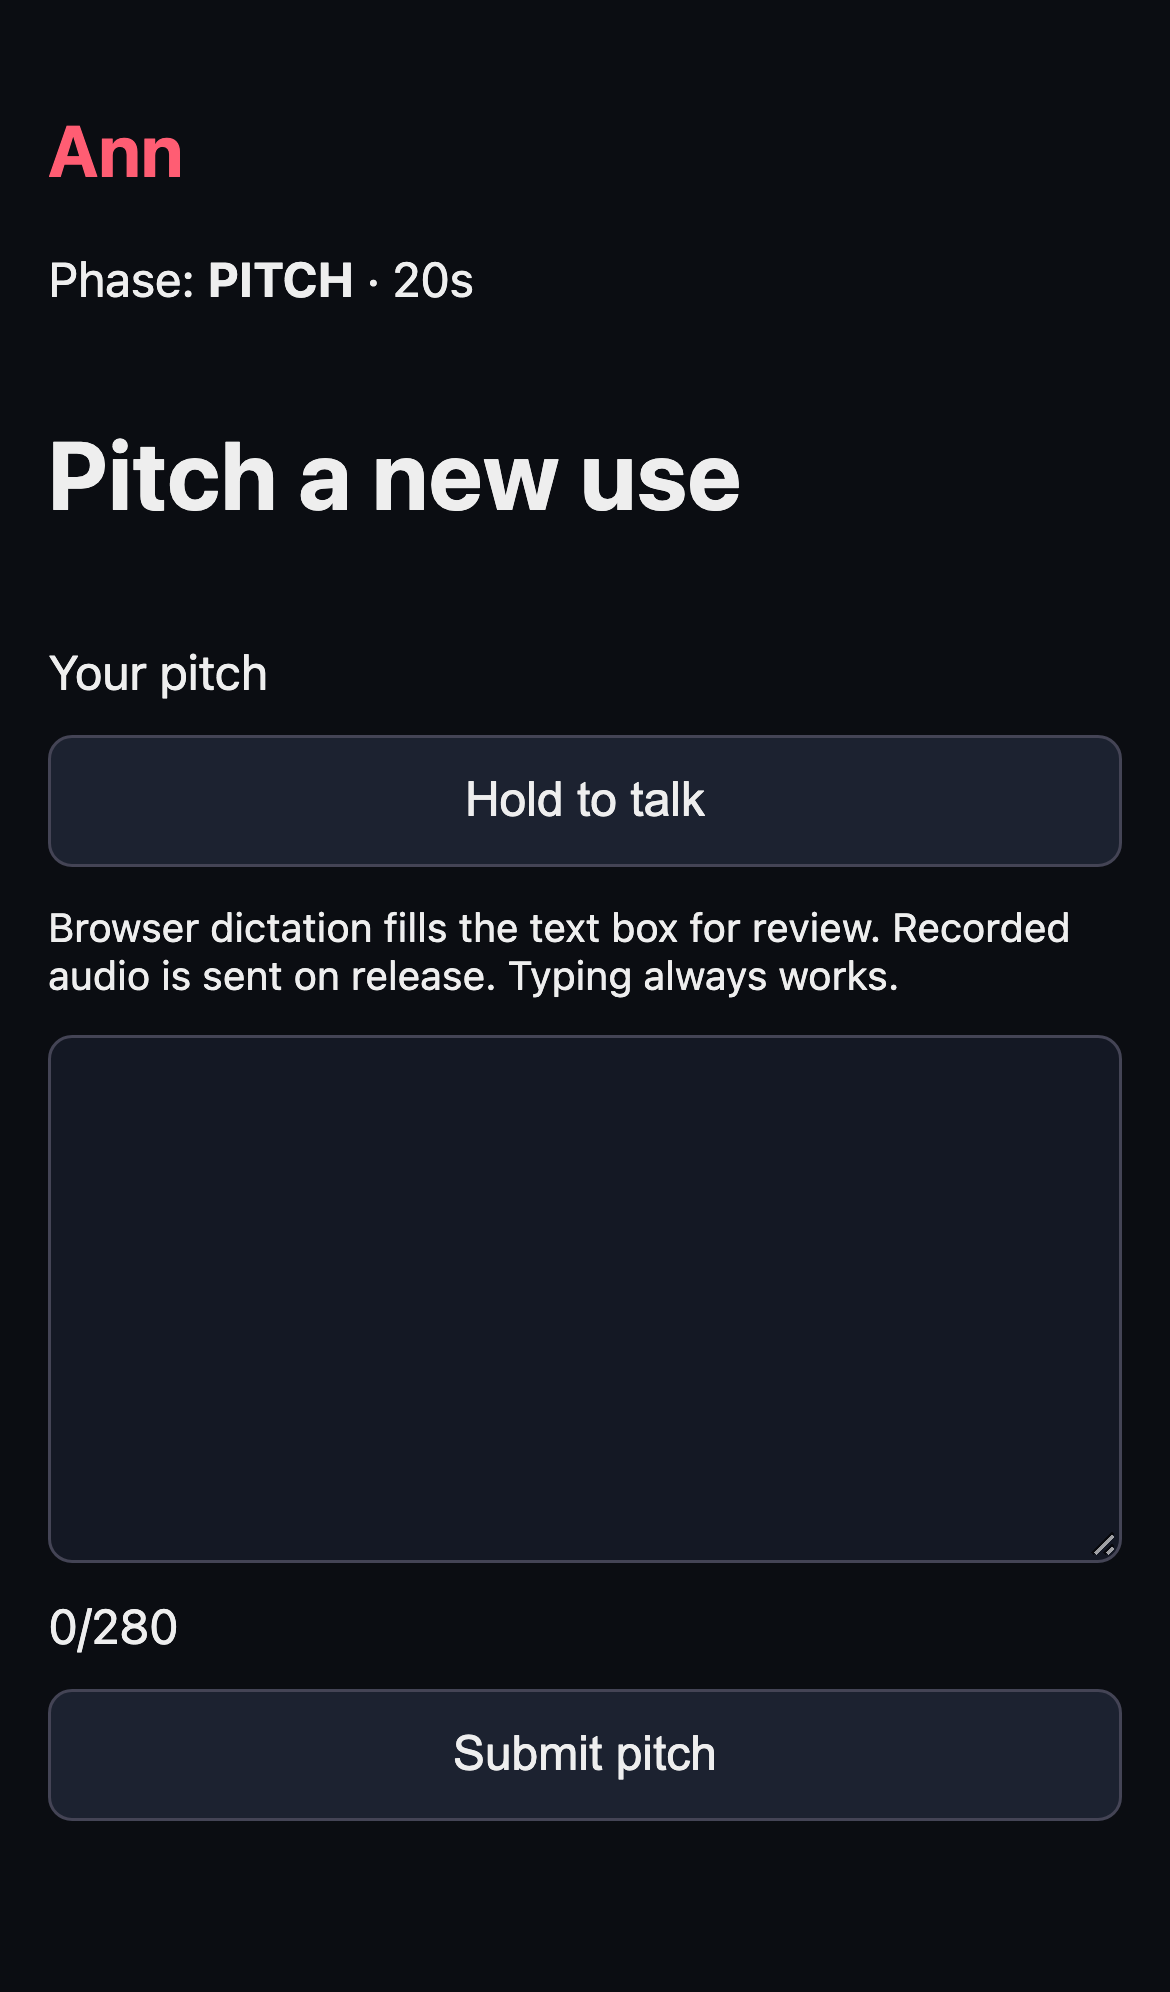 Ann
Phase: PITCH · 20s
Pitch a new use
Your pitch
Hold to talk
Browser dictation fills the text box for review. Recorded
audio is sent on release. Typing always works.
0/280
Submit pitch